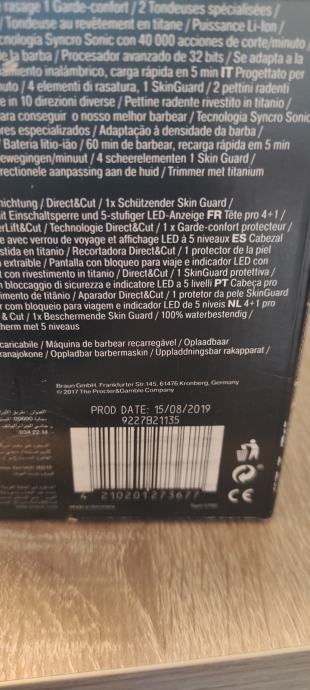 rasage 1 Garde-confort / 2 Tondeuses spécialisées /
Tondeuse au revêtement en titane / Puissance Li-Ion /
cnologia Syncro Sonic con 40 000 acciones de corte/minuto /
le la barba / Procesador avanzado de 32 bits / Se adapta a la
inalámbrico, carga rápida en 5 min IT Progettato per
uto / 4 elementi di rasatura, 1 SkinGuard / 2 pettini radenti
e in 10 direzioni diverse / Pettine radente rivestito in titanio /
ara conseguir o nosso melhor barbear / Tecnologia Syncro Sonic
res especializados / Adaptação à densidade da barba /
Bateria lítio-ião / 60 min de barbear, recarga rápida em 5 min
ewegingen/minuut / 4 scheerelementen 1 Skin Guard /
rectionele aanpassing aan de huid / Trimmer met titanium
ichtung / Direct&Cut / 1x Schützender Skin Guard /
it Einschaltsperre und 5-stufiger LED-Anzeige FR Tête pro 4+1 /
erLift&Cut / Technologie Direct&Cut / 1 Garde-confort protecteur /
e avec verrou de voyage et affichage LED à 5 niveaux ES Cabezal
stida en titanio / Recortadora Direct&Cut / 1 protector de la piel
extraíble / Pantalla con bloqueo para viaje e indicador LED con
t con rivestimento in titanio / Direct&Cut / 1 SkinGuard protettiva /
n bloccaggio di sicurezza e indicatore LED a 5 livelli PT Cabeça pro
imento de titânio / Aparador Direct&Cut / 1 protetor da pele SkinGuard
r com bloqueio para viagem e indicador LED de 5 níveis NL 4+1 pro
& Cut / 1x Beschermende Skin Guard / 100% waterbestendig /
herm met 5 niveaus
caricabile / Máquina de barbear recarregável / Oplaadbaar
ranajokone / Oppladbar barbermaskin / Uppladdningsbar rakapparat /
Braun GmbH, Frankfurter Str.145, 61476 Kronberg, Germany
© 2017 The Procter&Gamble Company
PROD DATE: 15/08/2019
9227B21135
4 210201 273677
Made in Germany
CE